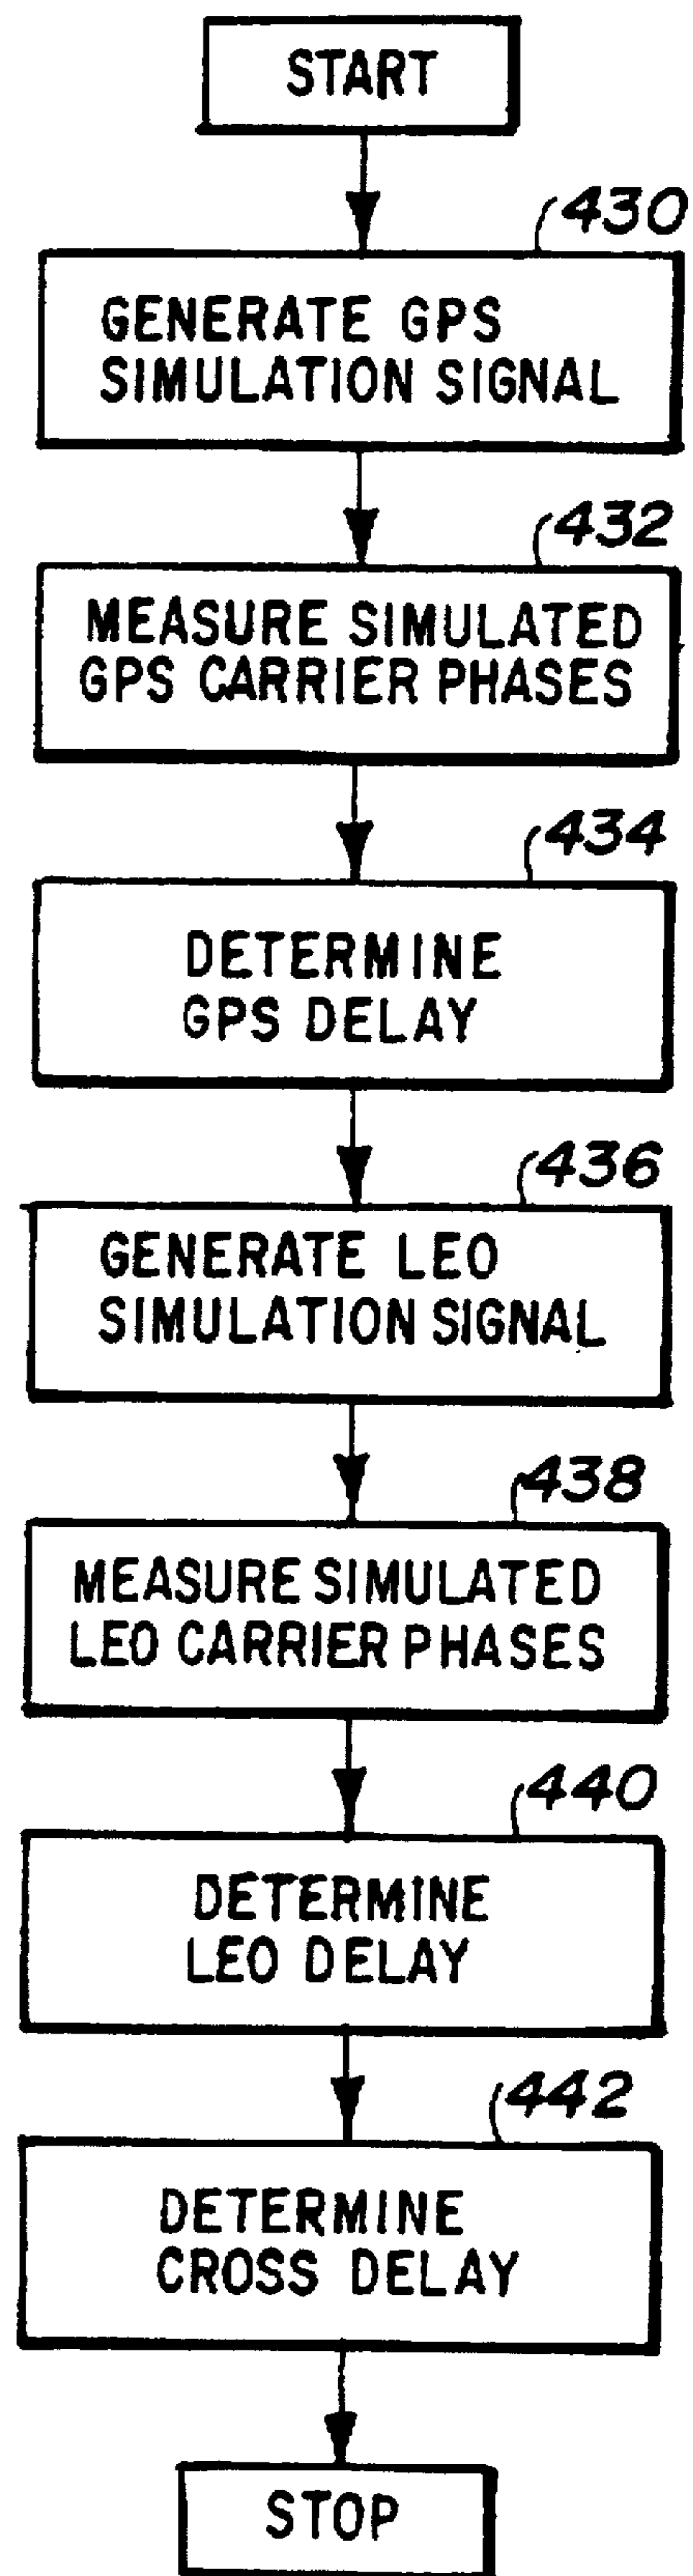 START
430
GENERATE GPS
SIMULATION SIGNAL
432
MEASURE SIMULATED
GPS CARRIER PHASES
434
DETERMINE
GPS DELAY
436
GENERATE LEO
SIMULATION SIGNAL
438
MEASURE SIMULATED
LEO CARRIER PHASES
440
DETERMINE
LEO DELAY
442
DETERMINE
CROSS DELAY
STOP